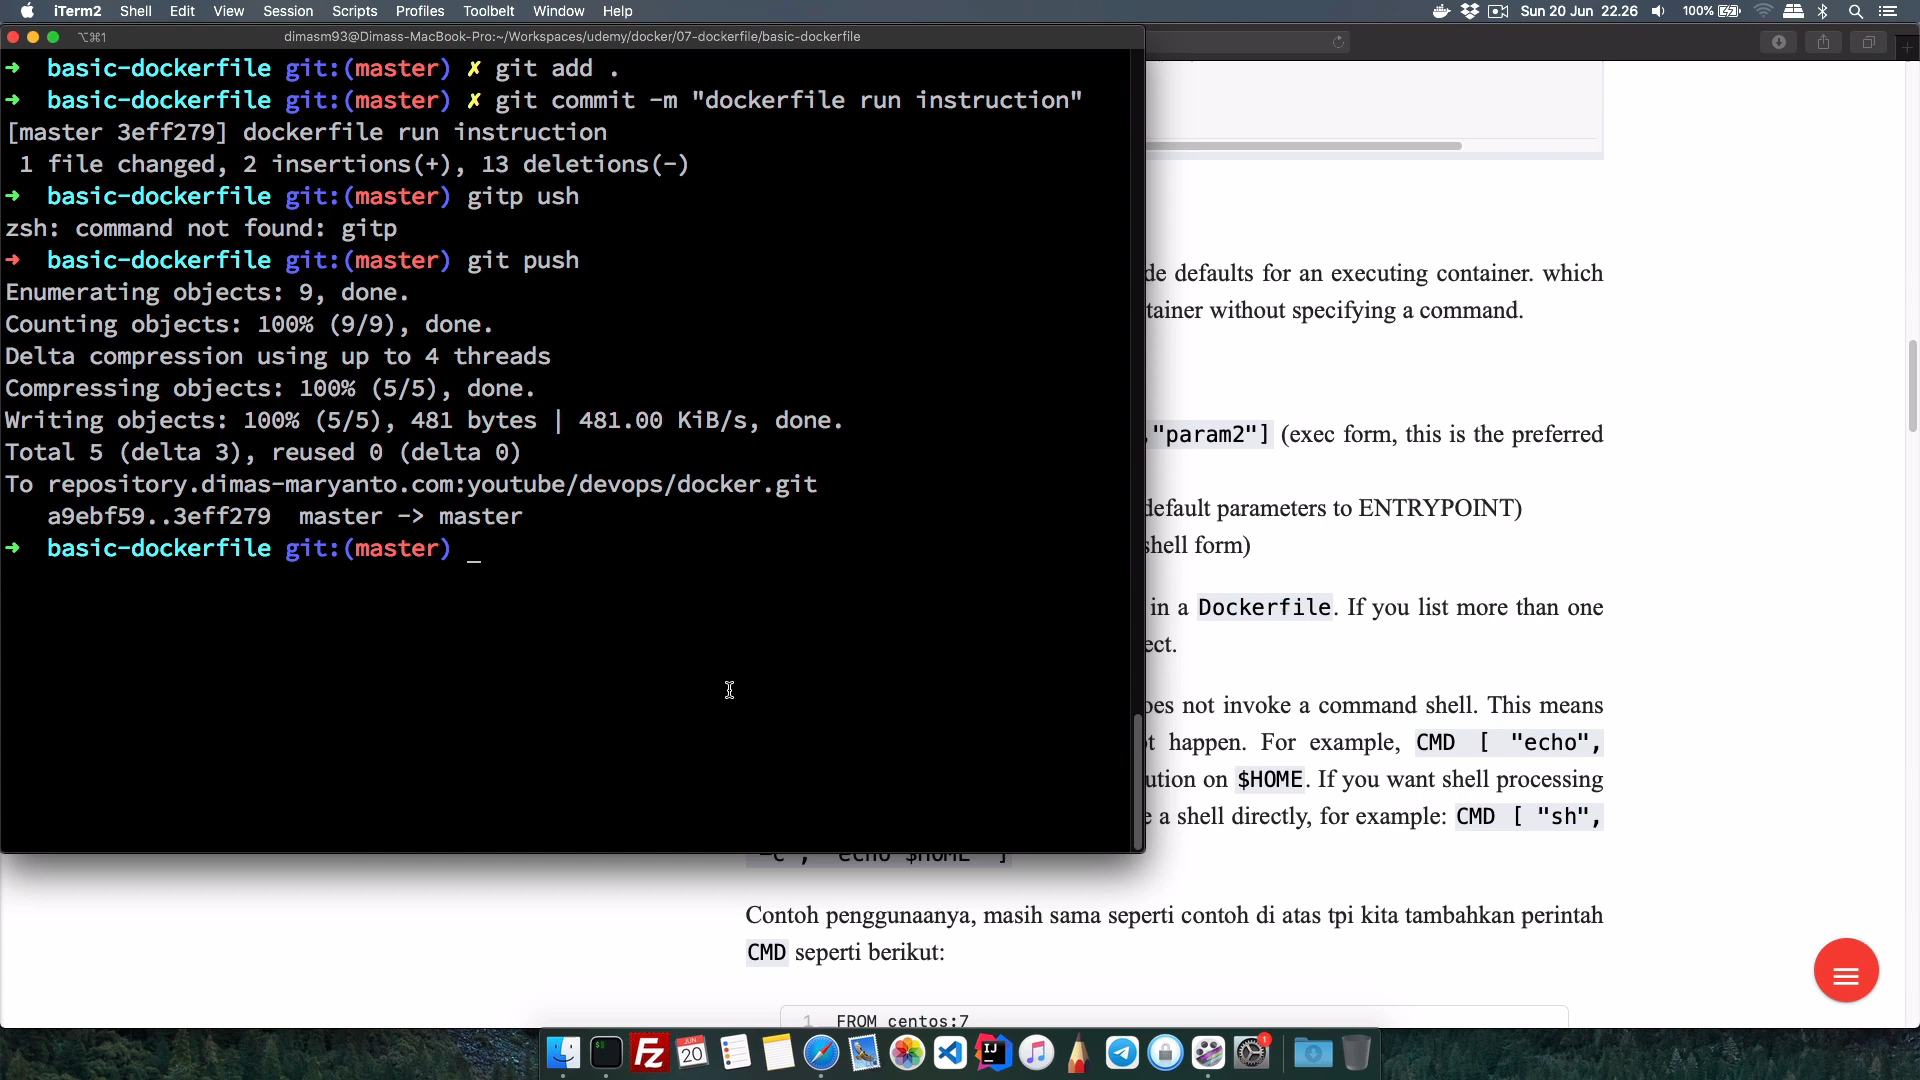 iTerm2 Shell Edit View Session Scripts Profiles Toolbelt Window Help
Sun 20 Jun 22.26 100%
⌥⌘1 dimasm93@Dimass-MacBook-Pro:~/Workspaces/udemy/docker/07-dockerfile/basic-dockerfile
➜ basic-dockerfile git:(master) ✗ git add .
➜ basic-dockerfile git:(master) ✗ git commit -m "dockerfile run instruction"
[master 3eff279] dockerfile run instruction
1 file changed, 2 insertions(+), 13 deletions(-)
➜ basic-dockerfile git:(master) gitp ush
zsh: command not found: gitp
➜ basic-dockerfile git:(master) git push
Enumerating objects: 9, done.
Counting objects: 100% (9/9), done.
Delta compression using up to 4 threads
Compressing objects: 100% (5/5), done.
Writing objects: 100% (5/5), 481 bytes | 481.00 KiB/s, done.
Total 5 (delta 3), reused 0 (delta 0)
To repository.dimas-maryanto.com:youtube/devops/docker.git
a9ebf59..3eff279 master -> master
➜ basic-dockerfile git:(master) _
de defaults for an executing container. which
tainer without specifying a command.
,"param2"] (exec form, this is the preferred
default parameters to ENTRYPOINT)
shell form)
in a Dockerfile. If you list more than one
ect.
oes not invoke a command shell. This means
t happen. For example, CMD [ "echo",
ution on $HOME. If you want shell processing
e a shell directly, for example: CMD [ "sh",
"-c", "echo $HOME" ]
Contoh penggunaanya, masih sama seperti contoh di atas tpi kita tambahkan perintah
CMD seperti berikut:
1 FROM centos:7
JUN
20
1